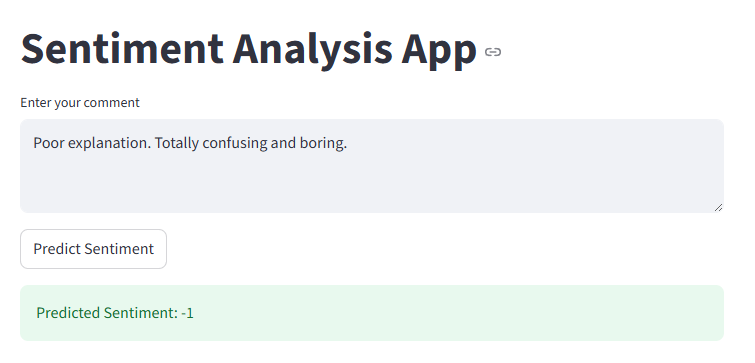 Sentiment Analysis App
Enter your comment
Poor explanation. Totally confusing and boring.
Predict Sentiment
Predicted Sentiment: -1